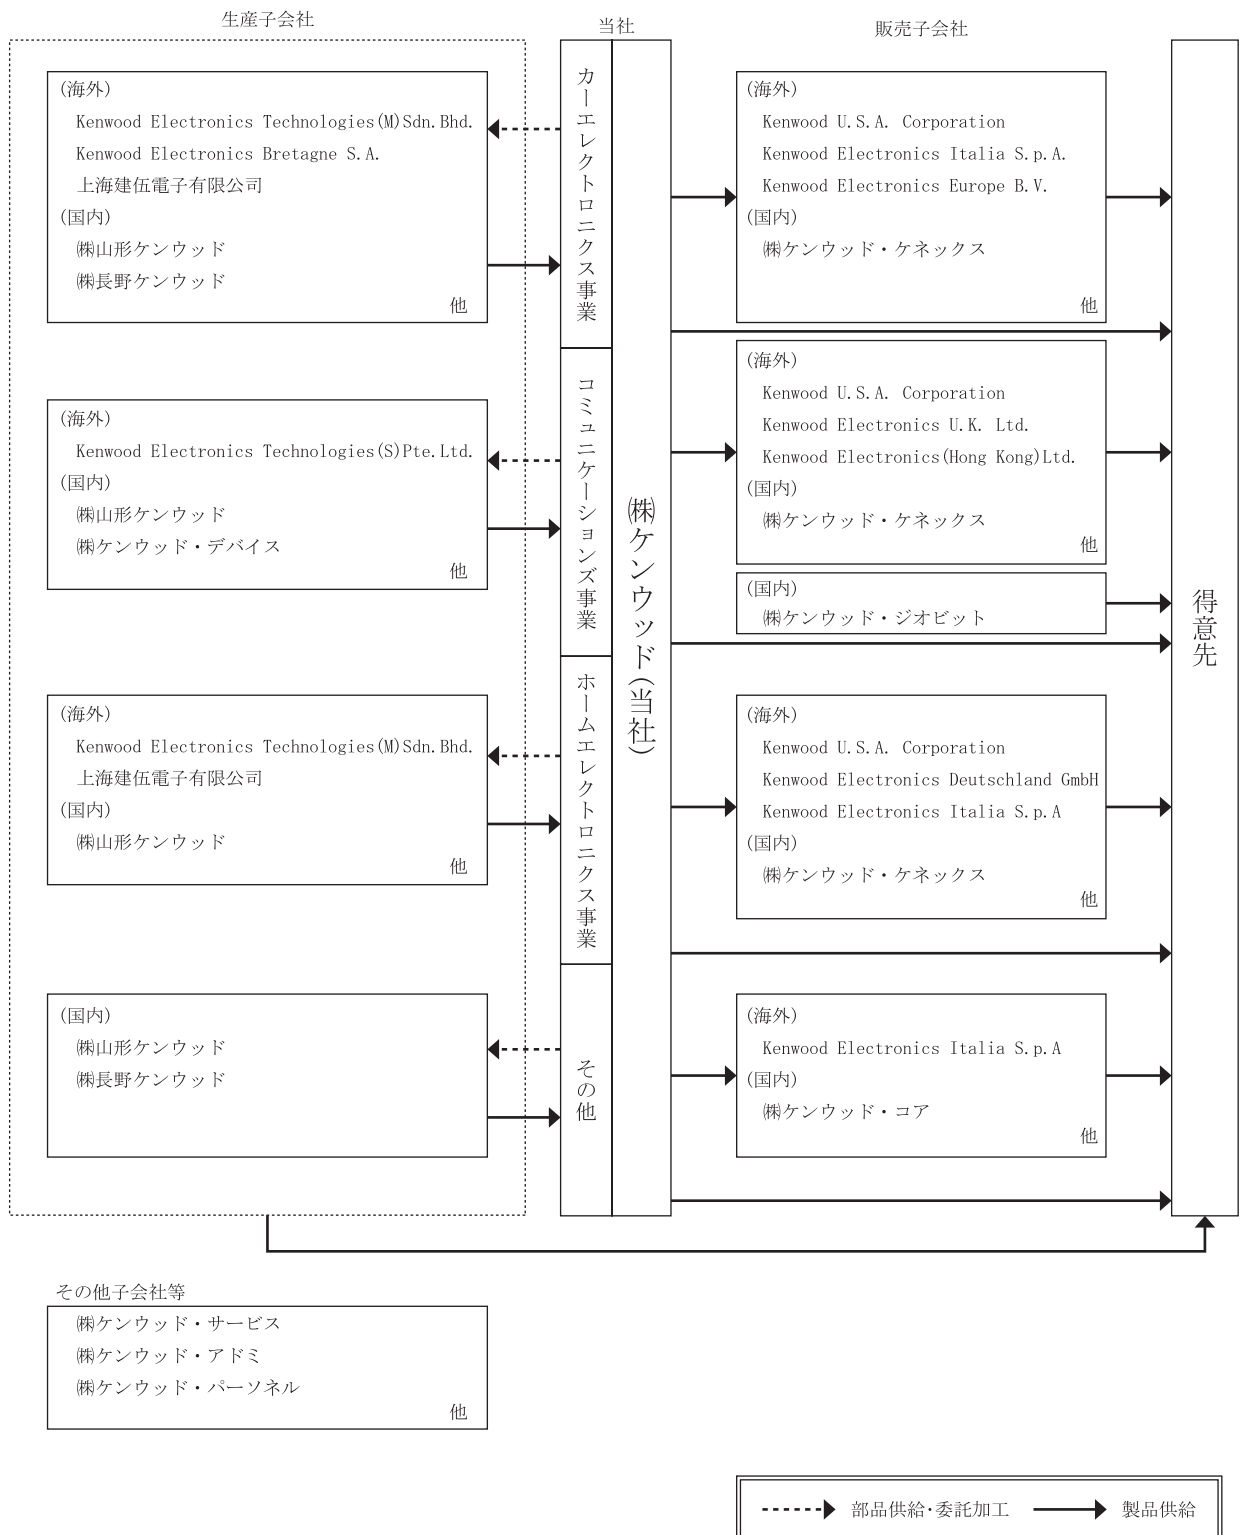 生産子会社
当社
販売子会社
(海外)
Kenwood Electronics Technologies(M)Sdn.Bhd.
Kenwood Electronics Bretagne S.A.
上海建伍電子有限公司
(国内)
㈱山形ケンウッド
㈱長野ケンウッド
他
カーエレクトロニクス事業
(海外)
Kenwood U.S.A. Corporation
Kenwood Electronics Italia S.p.A.
Kenwood Electronics Europe B.V.
(国内)
㈱ケンウッド・ケネックス
他
(海外)
Kenwood Electronics Technologies(S)Pte.Ltd.
(国内)
㈱山形ケンウッド
㈱ケンウッド・デバイス
他
コミュニケーションズ事業
㈱ケンウッド(当社)
(海外)
Kenwood U.S.A. Corporation
Kenwood Electronics U.K. Ltd.
Kenwood Electronics(Hong Kong)Ltd.
(国内)
㈱ケンウッド・ケネックス
他
(国内)
㈱ケンウッド・ジオビット
得意先
(海外)
Kenwood Electronics Technologies(M)Sdn.Bhd.
上海建伍電子有限公司
(国内)
㈱山形ケンウッド
他
ホームエレクトロニクス事業
(海外)
Kenwood U.S.A. Corporation
Kenwood Electronics Deutschland GmbH
Kenwood Electronics Italia S.p.A
(国内)
㈱ケンウッド・ケネックス
他
(国内)
㈱山形ケンウッド
㈱長野ケンウッド
その他
(海外)
Kenwood Electronics Italia S.p.A
(国内)
㈱ケンウッド・コア
他
その他子会社等
㈱ケンウッド・サービス
㈱ケンウッド・アドミ
㈱ケンウッド・パーソネル
他
部品供給・委託加工
製品供給